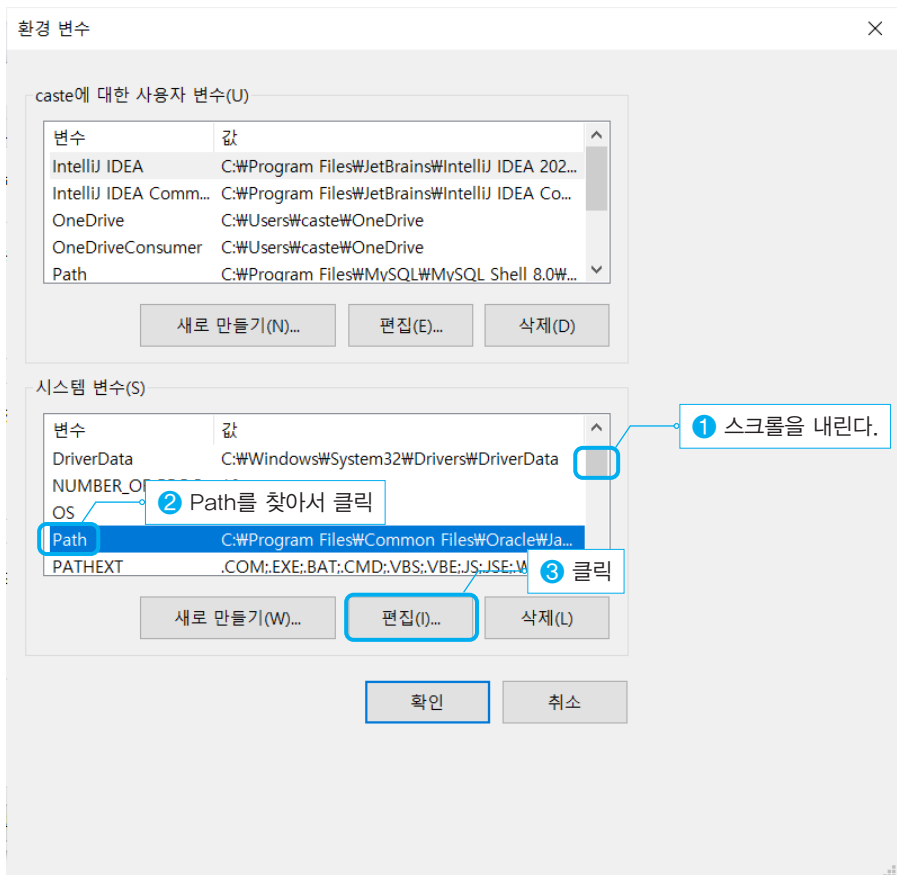 환경 변수
caste에 대한 사용자 변수(U)
변수 값
IntelliJ IDEA C:₩Program Files₩JetBrains₩IntelliJ IDEA 202...
IntelliJ IDEA Comm... C:₩Program Files₩JetBrains₩IntelliJ IDEA Co...
OneDrive C:₩Users₩caste₩OneDrive
OneDriveConsumer C:₩Users₩caste₩OneDrive
Path C:₩Program Files₩MySQL₩MySQL Shell 8.0₩...
새로 만들기(N)... 편집(E)... 삭제(D)
시스템 변수(S)
변수 값
❶ 스크롤을 내린다.
DriverData C:₩Windows₩System32₩Drivers₩DriverData
❷ Path를 찾아서 클릭
OS
Path C:₩Program Files₩Common Files₩Oracle₩Ja...
PATHEXT .COM;.EXE;.BAT;.CMD;.VBS;.VBE;.JS;.JSE;.W
❸ 클릭
새로 만들기(W)... 편집(I)... 삭제(L)
확인 취소